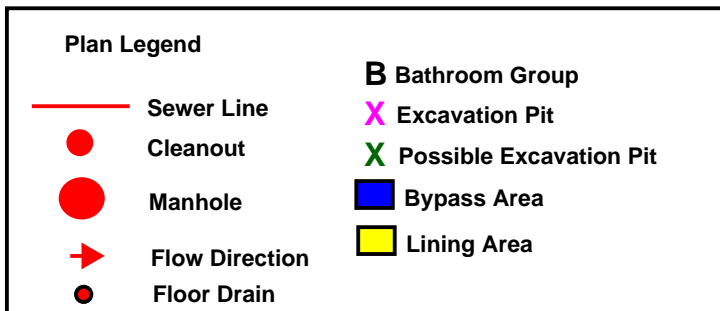 Plan Legend
Sewer Line
Cleanout
Manhole
Flow Direction
Floor Drain
B Bathroom Group
X Excavation Pit
X Possible Excavation Pit
Bypass Area
Lining Area